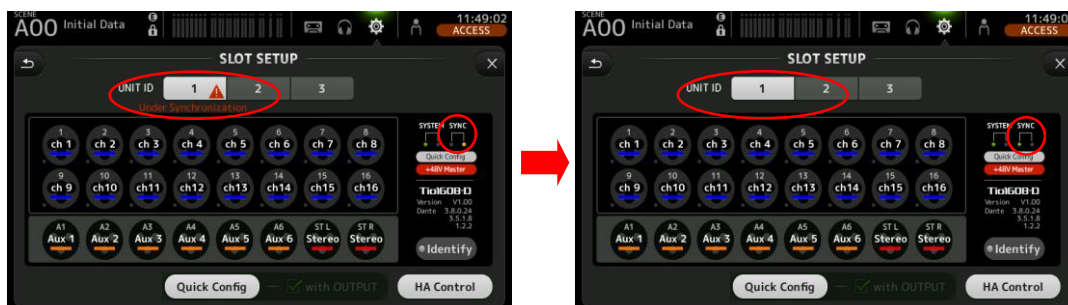 SCENE
A00 Initial Data E 11:49:02
ACCESS
SLOT SETUP
UNIT ID 1 2 3
Under Synchronization
1 2 3 4 5 6 7 8
ch 1 ch 2 ch 3 ch 4 ch 5 ch 6 ch 7 ch 8
9 10 11 12 13 14 15 16
ch 9 ch10 ch11 ch12 ch13 ch14 ch15 ch16
A1 A2 A3 A4 A5 A6 ST L ST R
Aux 1 Aux 2 Aux 3 Aux 4 Aux 5 Aux 6 Stereo Stereo
SYSTEM SYNC
Quick Config
+48V Master
Tio1608-D
Version V1.00
Dante 3.8.0.24
3.5.1.8
1.2.2
Identify
Quick Config with OUTPUT HA Control
SCENE
A00 Initial Data E 11:49:0
ACCESS
SLOT SETUP
UNIT ID 1 2 3
1 2 3 4 5 6 7 8
ch 1 ch 2 ch 3 ch 4 ch 5 ch 6 ch 7 ch 8
9 10 11 12 13 14 15 16
ch 9 ch10 ch11 ch12 ch13 ch14 ch15 ch16
A1 A2 A3 A4 A5 A6 ST L ST R
Aux 1 Aux 2 Aux 3 Aux 4 Aux 5 Aux 6 Stereo Stereo
SYSTEM SYNC
Quick Config
+48V Master
Tio1608-D
Version V1.00
Dante 3.8.0.24
3.5.1.8
1.2.2
Identify
Quick Config with OUTPUT HA Control